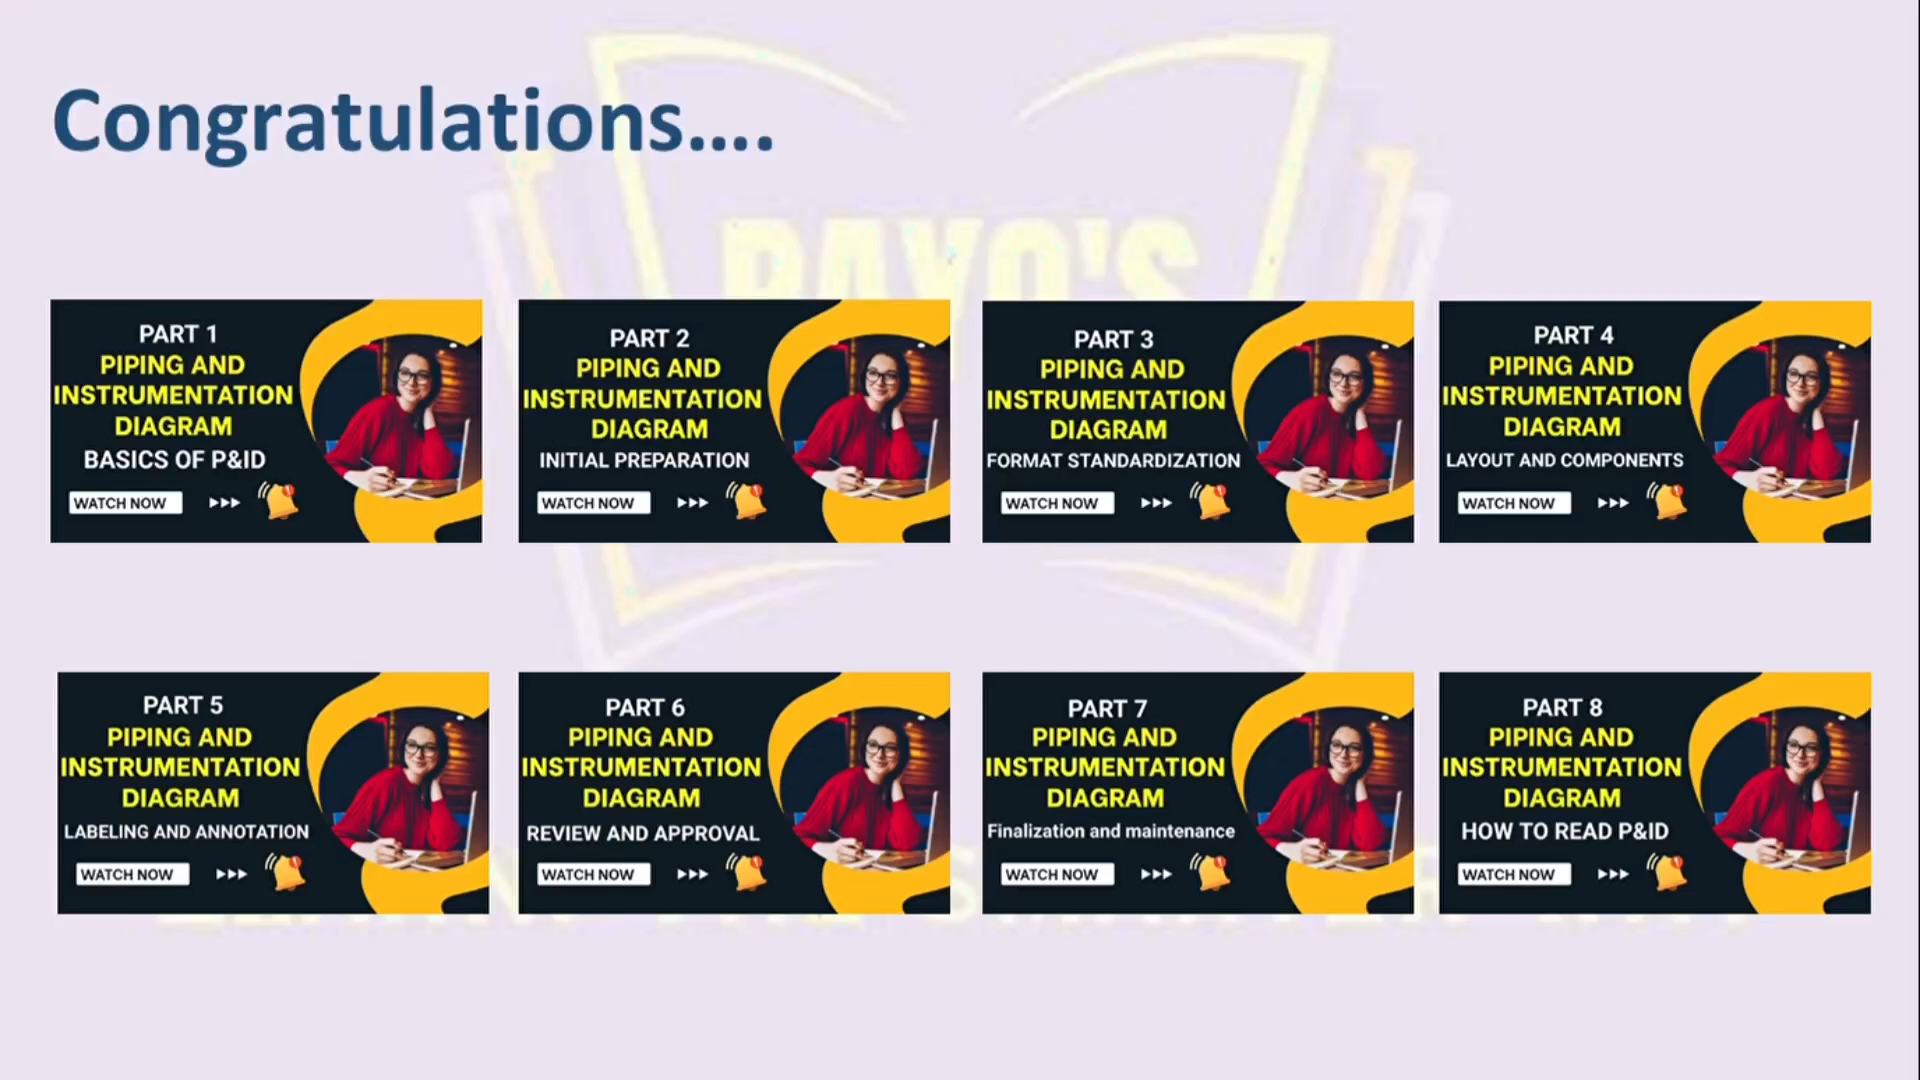 Congratulations....
PAYO'S
PART 1
PIPING AND
INSTRUMENTATION
DIAGRAM
BASICS OF P&ID
WATCH NOW
PART 2
PIPING AND
INSTRUMENTATION
DIAGRAM
INITIAL PREPARATION
WATCH NOW
PART 3
PIPING AND
INSTRUMENTATION
DIAGRAM
FORMAT STANDARDIZATION
WATCH NOW
PART 4
PIPING AND
INSTRUMENTATION
DIAGRAM
LAYOUT AND COMPONENTS
WATCH NOW
PART 5
PIPING AND
INSTRUMENTATION
DIAGRAM
LABELING AND ANNOTATION
WATCH NOW
PART 6
PIPING AND
INSTRUMENTATION
DIAGRAM
REVIEW AND APPROVAL
WATCH NOW
PART 7
PIPING AND
INSTRUMENTATION
DIAGRAM
Finalization and maintenance
WATCH NOW
PART 8
PIPING AND
INSTRUMENTATION
DIAGRAM
HOW TO READ P&ID
WATCH NOW